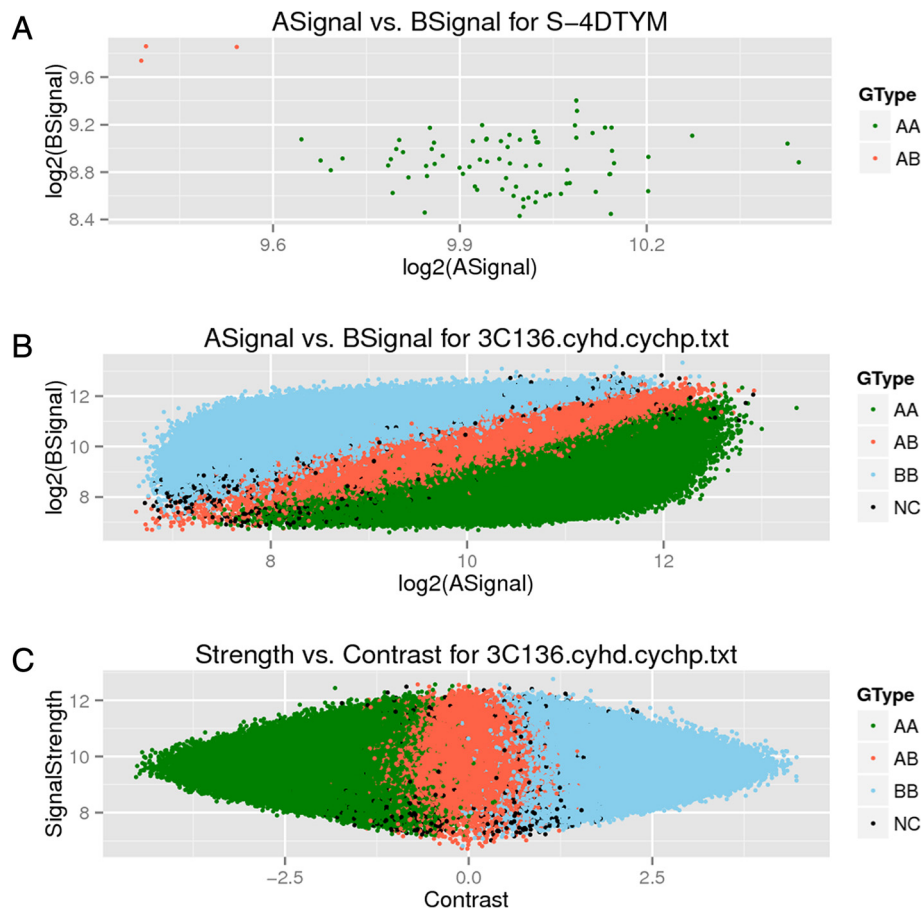 A
ASignal vs. BSignal for S−4DTYM
log2(BSignal)
9.6
9.2
8.8
8.4
9.6
9.9
10.2
log2(ASignal)
GType
AA
AB
B
ASignal vs. BSignal for 3C136.cyhd.cychp.txt
log2(BSignal)
12
10
8
8
10
12
log2(ASignal)
GType
AA
AB
BB
NC
C
Strength vs. Contrast for 3C136.cyhd.cychp.txt
SignalStrength
12
10
8
−2.5
0.0
2.5
Contrast
GType
AA
AB
BB
NC